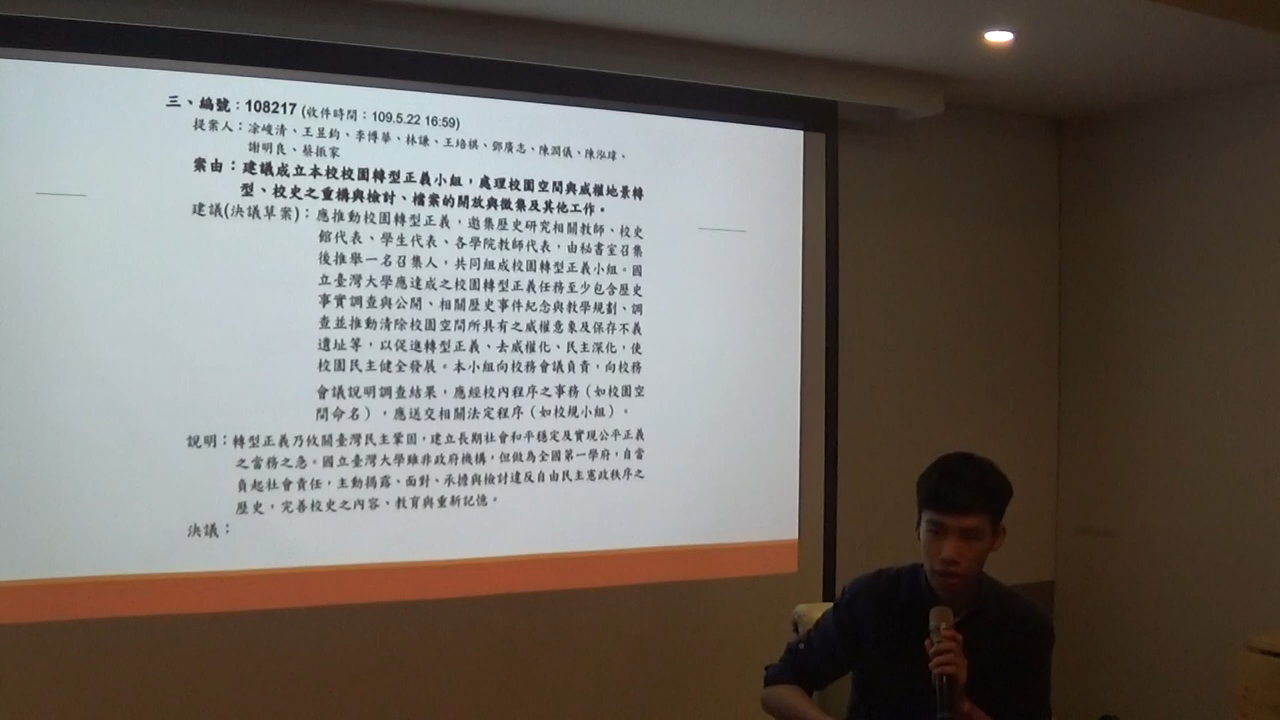 三、編號：108217 (收件時間：109.5.22 16:59)
提案人：凃峻清、王昱鈞、李博華、林謙、王培棋、鄧廣志、陳潤儀、陳泓瑋、
謝明良、蔡振家
案由：建議成立本校校園轉型正義小組，處理校園空間與威權地景轉
型、校史之重構與檢討、檔案的開放與徵集及其他工作。
建議(決議草案)：應推動校園轉型正義，邀集歷史研究相關教師、校史
館代表、學生代表、各學院教師代表，由秘書室召集
後推舉一名召集人，共同組成校園轉型正義小組。國
立臺灣大學應達成之校園轉型正義任務至少包含歷史
事實調查與公開、相關歷史事件紀念與教學規劃、調
查並推動清除校園空間所具有之威權意象及保存不義
遺址等，以促進轉型正義、去威權化、民主深化，使
校園民主健全發展。本小組向校務會議負責，向校務
會議說明調查結果，應經校內程序之事務（如校園空
間命名），應送交相關法定程序（如校規小組）。
說明：轉型正義乃攸關臺灣民主鞏固，建立長期社會和平穩定及實現公平正義
之當務之急。國立臺灣大學雖非政府機構，但做為全國第一學府，自當
負起社會責任，主動揭露、面對、承擔與檢討違反自由民主憲政秩序之
歷史，完善校史之內容、教育與重新記憶。
決議：